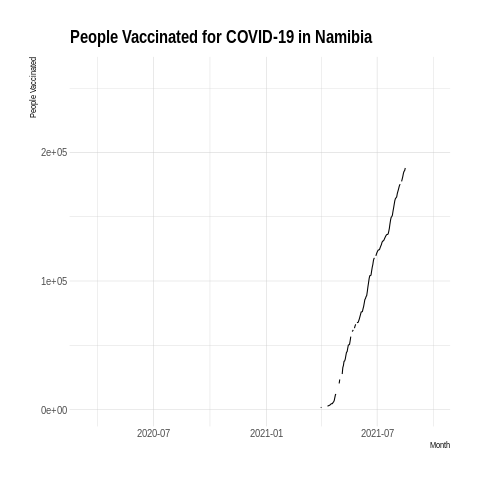 People Vaccinated for COVID-19 in Namibia
People Vaccinated
2e+05
1e+05
0e+00
2020-07 2021-01 2021-07
Month